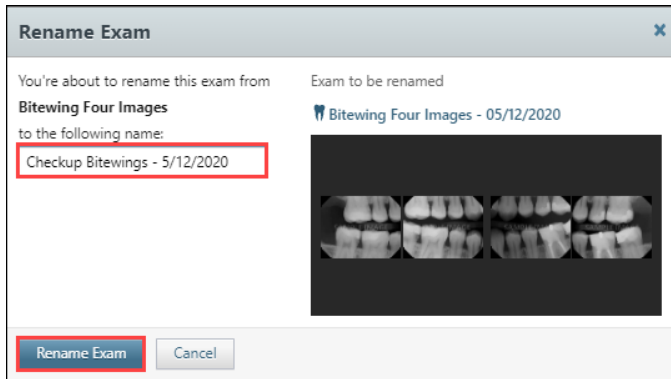 Rename Exam
You're about to rename this exam from
Bitewing Four Images
to the following name:
Checkup Bitewings - 5/12/2020
Exam to be renamed
Bitewing Four Images - 05/12/2020
Rename Exam
Cancel